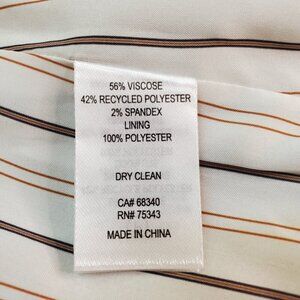 56% VISCOSE
42% RECYCLED POLYESTER
2% SPANDEX
LINING
100% POLYESTER
DRY CLEAN
CA# 68340
RN# 75343
MADE IN CHINA